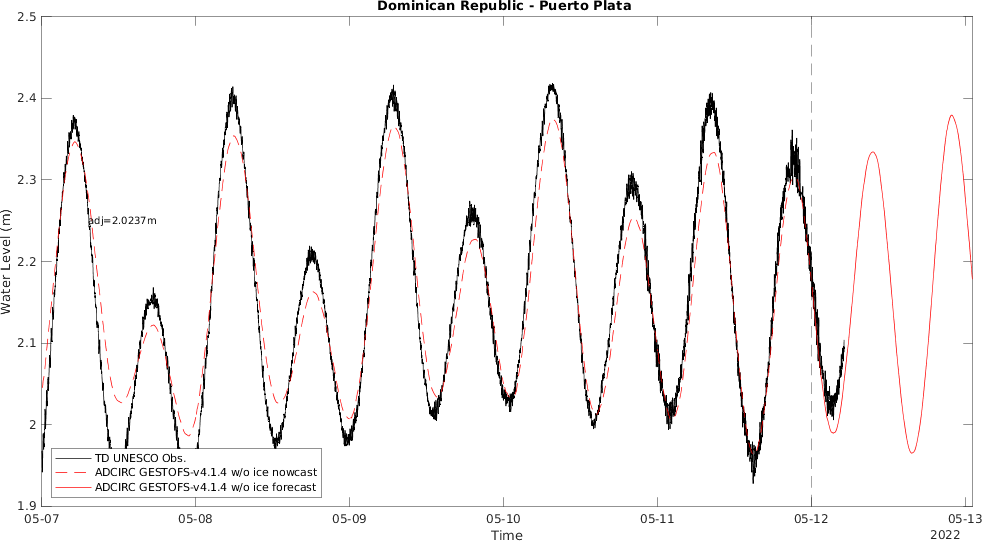 Dominican Republic - Puerto Plata
2.5
2.4
2.3
2.2
2.1
2
1.9
Water Level (m)
adj=2.0237m
TD UNESCO Obs.
ADCIRC GESTOFS-v4.1.4 w/o ice nowcast
ADCIRC GESTOFS-v4.1.4 w/o ice forecast
05-07
05-08
05-09
05-10
05-11
05-12
05-13
Time
2022